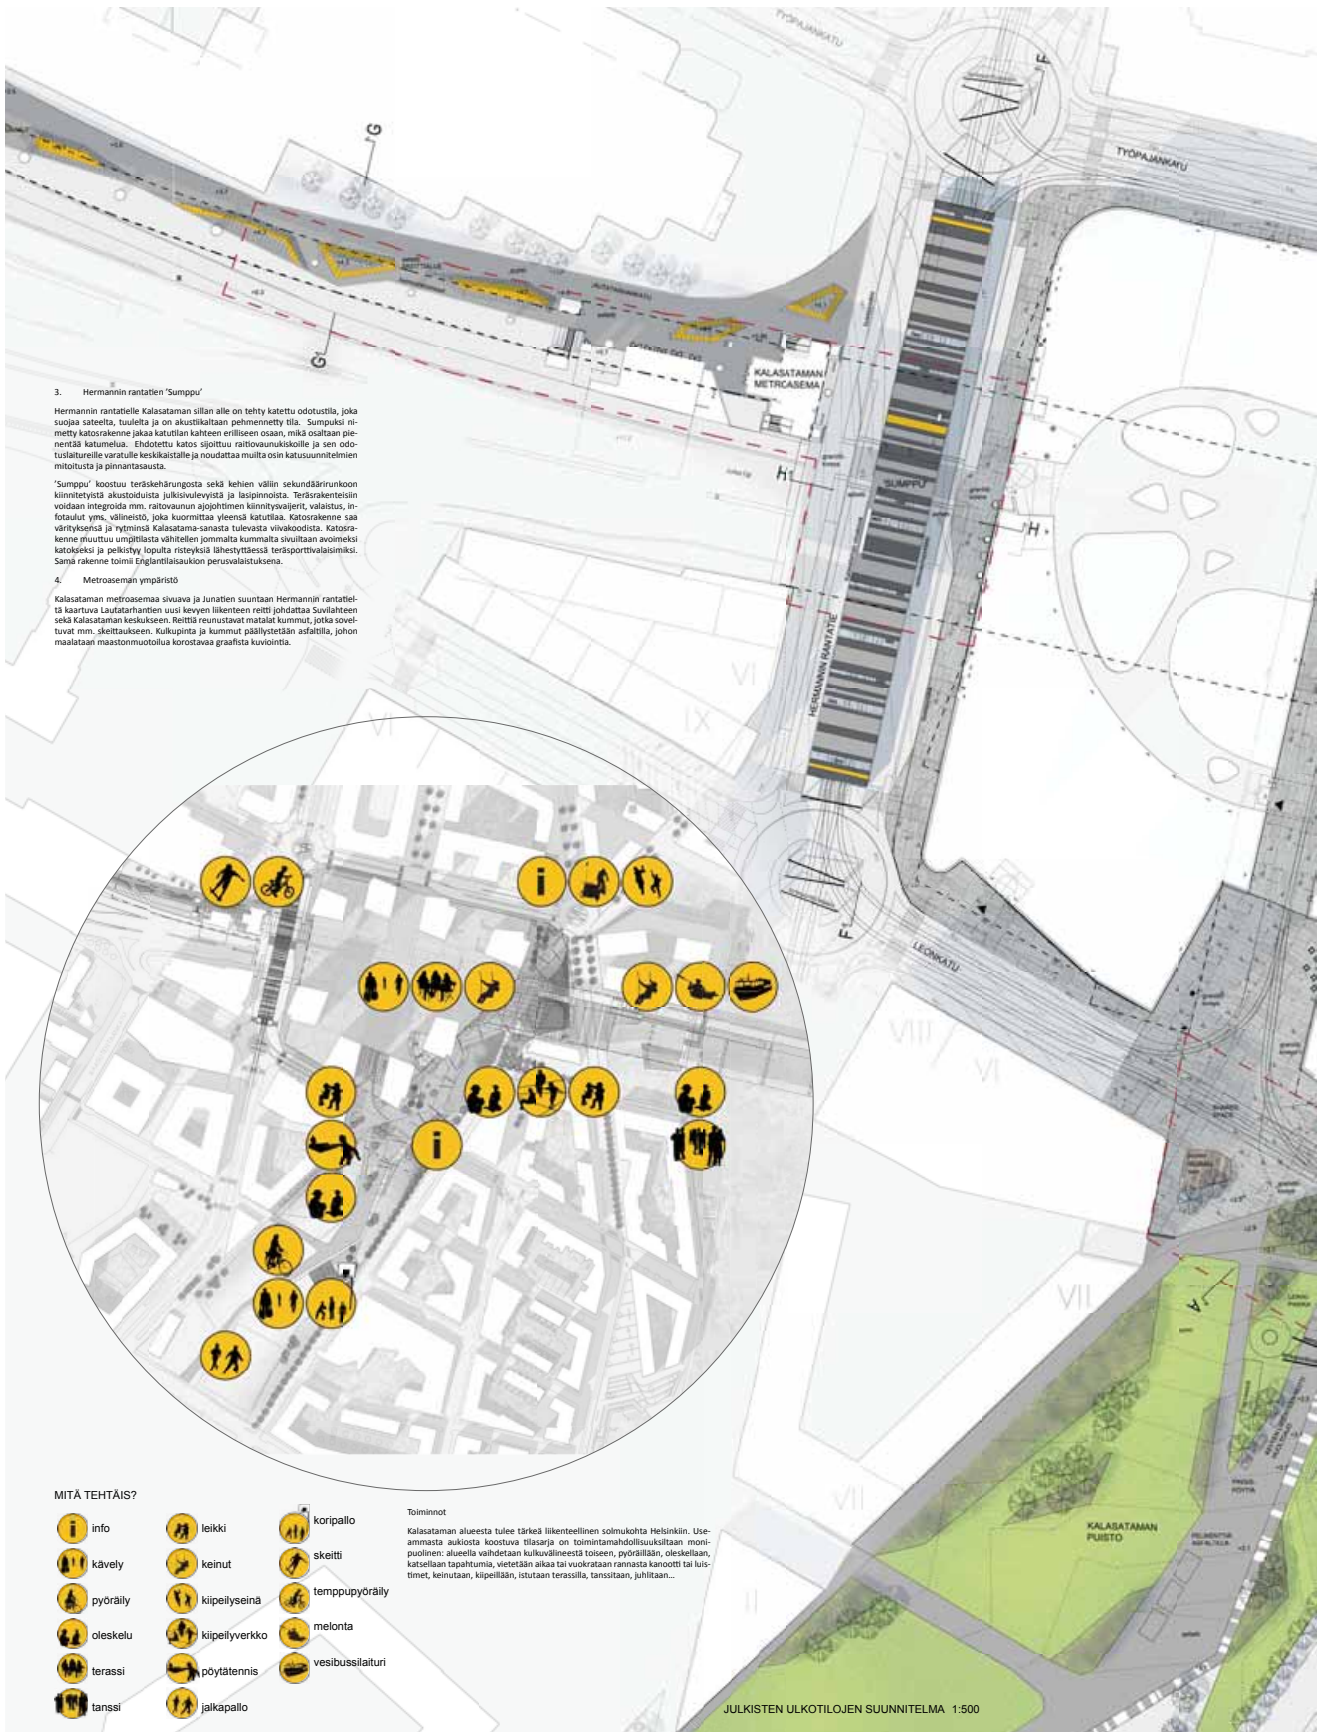 TYÖPAJANKATU
F
G
TYÖPAJANKATU
LAUTATARHANKATU
KALASATAMAN
METROASEMA
G
3. Hermannin rantatien ‘Sumppu’
Hermannin rantatielle Kalasataman sillan alle on tehty katettu odotustila, joka
suojaa sateelta, tuulelta ja on akustiikaltaan pehmennetty tila. Sumpuksi ni-
metty katosrakenne jakaa katutilan kahteen erilliseen osaan, mikä osaltaan pie-
nentää katumelua. Ehdotettu katos sijoittuu raitiovaunukiskoille ja sen odo-
tuslaitureille varatulle keskikaistalle ja noudattaa muilta osin katusuunnitelmien
mitoitusta ja pinnantasausta.
‘Sumppu’ koostuu teräskehärungosta sekä kehien väliin sekundäärirunkoon
kiinnitetyistä akustoiduista julkisivulevyistä ja lasipinnoista. Teräsrakenteisiin
voidaan integroida mm. raitovaunun ajojohtimen kiinnitysvaijerit, valaistus, in-
fotaulut yms. välineistö, joka kuormittaa yleensä katutilaa. Katosrakenne saa
värityksensä ja rytminsä Kalasatama-sanasta tulevasta viivakoodista. Katosra-
kenne muuttuu umpitilasta vähitellen jommalta kummalta sivuiltaan avoimeksi
katokseksi ja pelkistyy lopulta risteyksiä lähestyttäessä teräsporttivalaisimiksi.
Sama rakenne toimii Englantilaisaukion perusvalaistuksena.
4. Metroaseman ympäristö
Kalasataman metroasemaa sivuava ja Junatien suuntaan Hermannin rantatiel-
tä kaartuva Lautatarhantien uusi kevyen liikenteen reitti johdattaa Suvilahteen
sekä Kalasataman keskukseen. Reittiä reunustavat matalat kummut, jotka sovel-
tuvat mm. skeittaukseen. Kulkupinta ja kummut päällystetään asfaltilla, johon
maalataan maastonmuotoilua korostavaa graafista kuviointia.
H
'SUMPPU'
H
HERMANNIN RANTATIE
VI
IX
VI
F
LEONKATU
VIII
VI
SHARED
SPACE
VII
A
VII
II
KALASATAMAN
PUISTO
MITÄ TEHTÄIS?
info
kävely
pyöräily
oleskelu
terassi
tanssi
leikki
keinut
kiipeilyseinä
kiipeilyverkko
pöytätennis
jalkapallo
koripallo
skeitti
temppupyöräily
melonta
vesibussilaituri
Toiminnot
Kalasataman alueesta tulee tärkeä liikenteellinen solmukohta Helsinkiin. Use-
ammasta aukiosta koostuva tilasarja on toimintamahdollisuuksiltaan moni-
puolinen: alueella vaihdetaan kulkuvälineestä toiseen, pyöräillään, oleskellaan,
katsellaan tapahtumia, vietetään aikaa tai vuokrataan rannasta kanootti tai luis-
timet, keinutaan, kiipeillään, istutaan terassilla, tanssitaan, juhlitaan...
JULKISTEN ULKOTILOJEN SUUNNITELMA 1:500